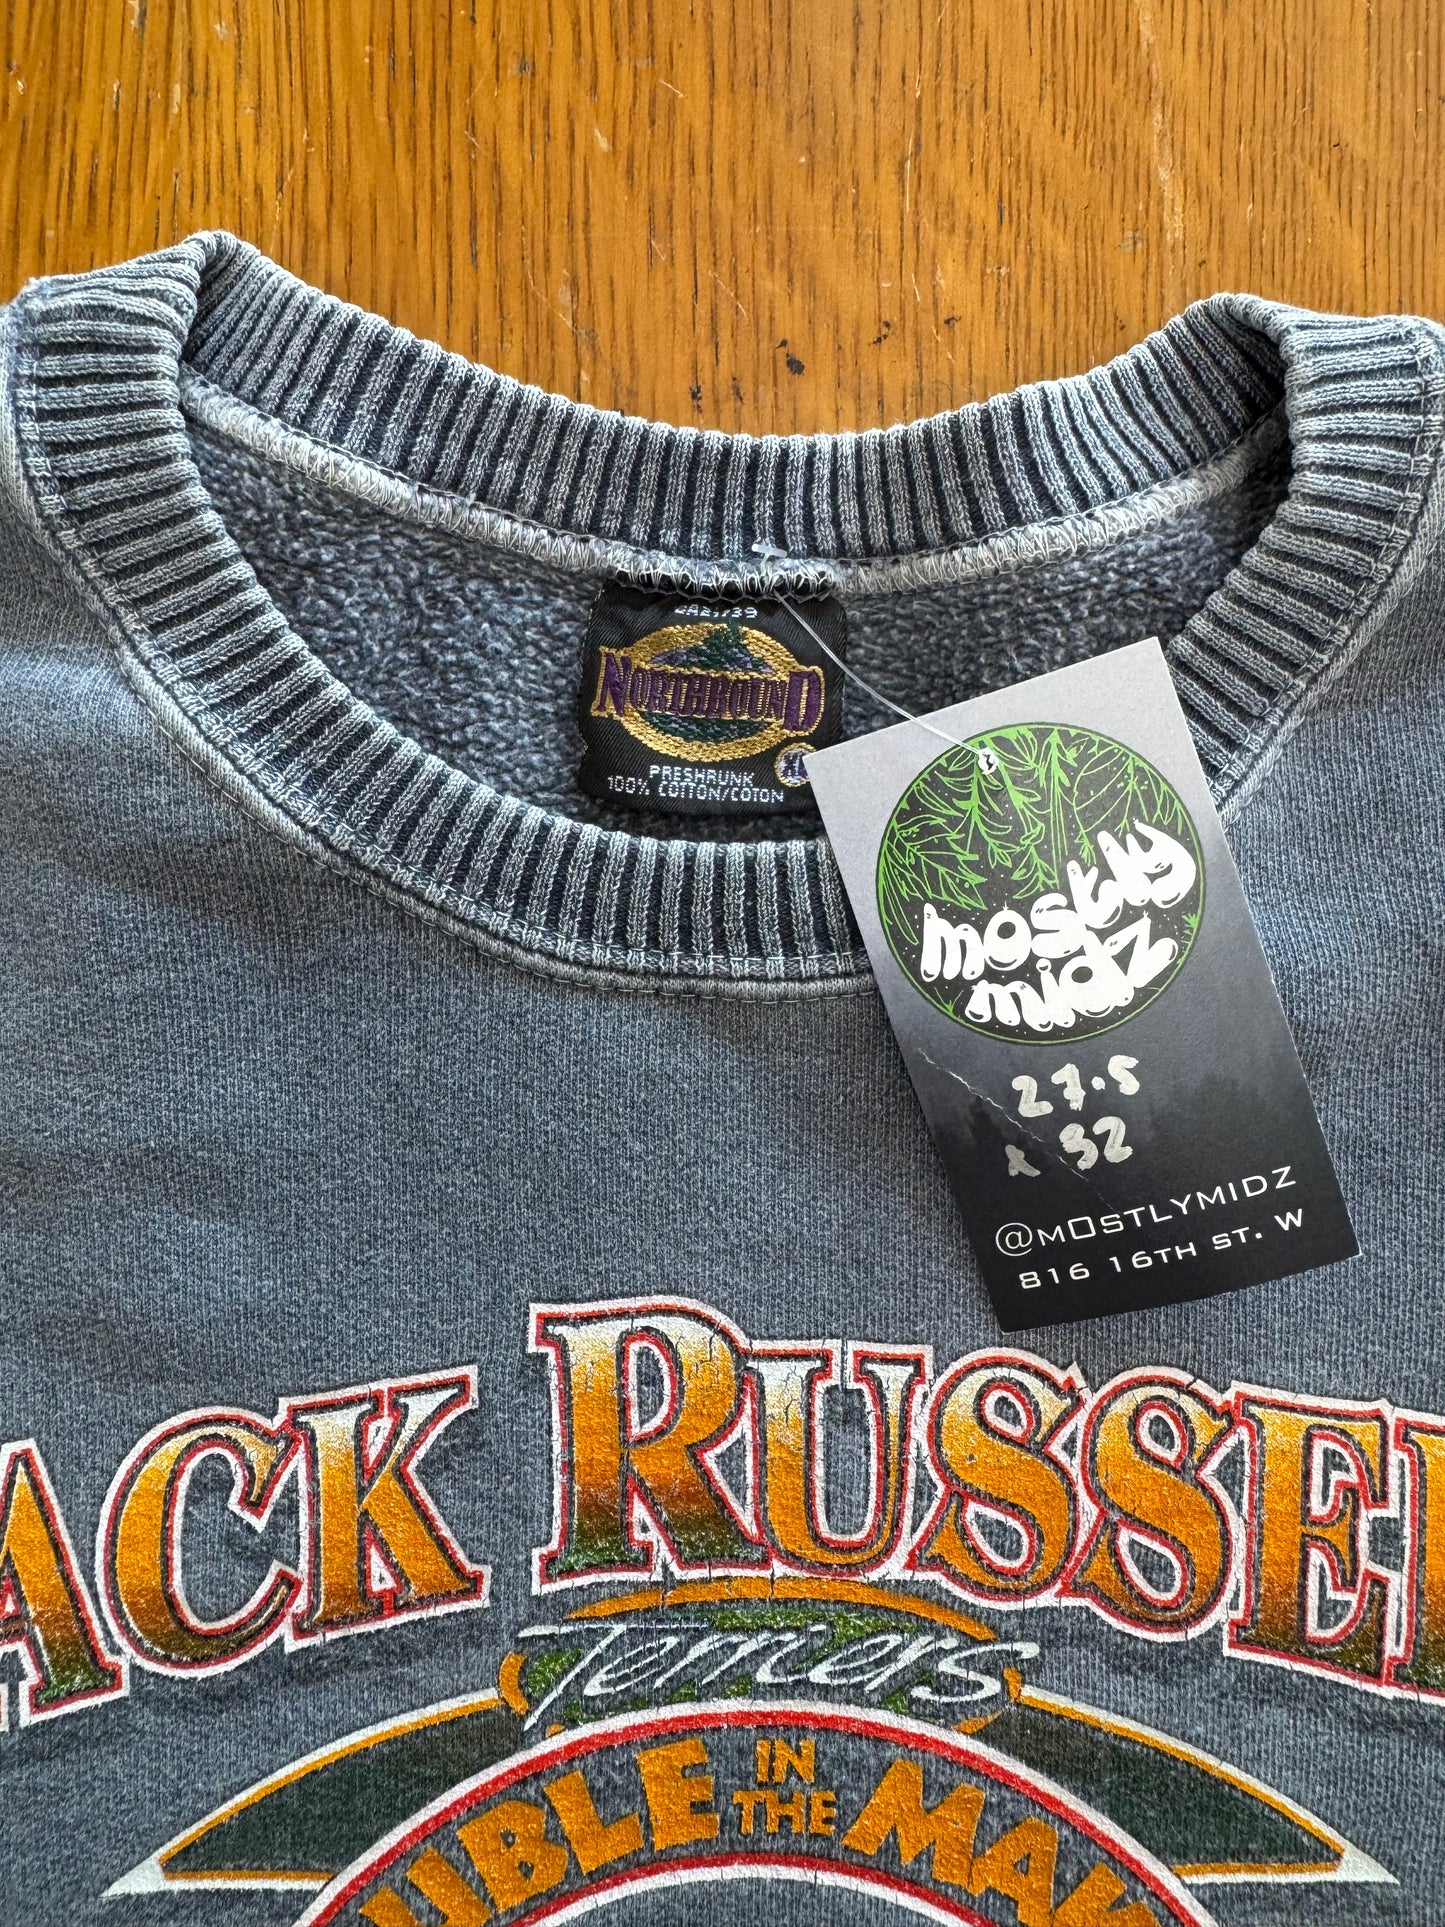 NORTHBOUND
XL
PRESHRUNK
100% COTTON/COTON
mostly
midz
27.5
x 32
@MOSTLYMIDZ
816 16TH ST. W
ACK RUSSE
Terriers
UBLE IN THE MA